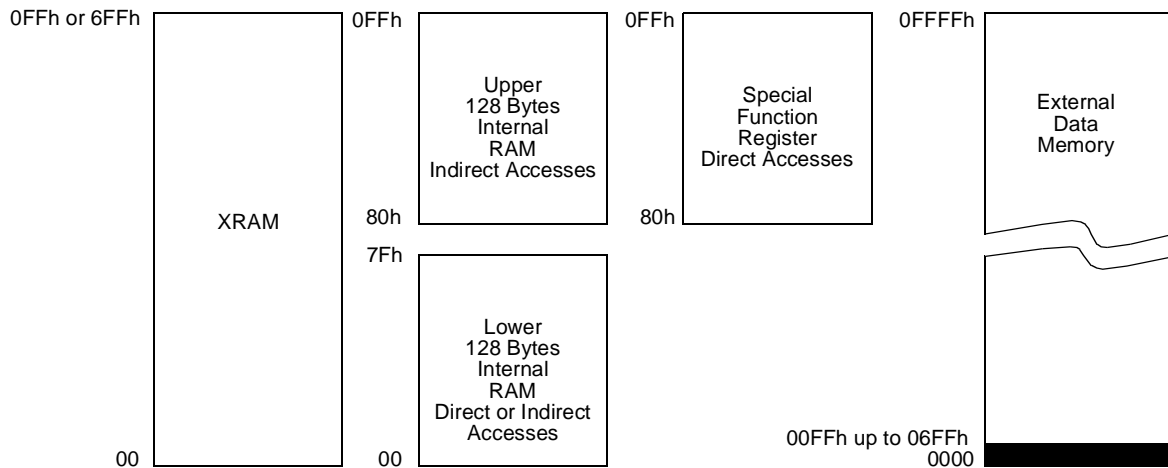 0FFh or 6FFh
XRAM
00
0FFh
Upper
128 Bytes
Internal
RAM
Indirect Accesses
80h
7Fh
Lower
128 Bytes
Internal
RAM
Direct or Indirect
Accesses
00
0FFh
Special
Function
Register
Direct Accesses
80h
0FFFFh
External
Data
Memory
00FFh up to 06FFh
0000